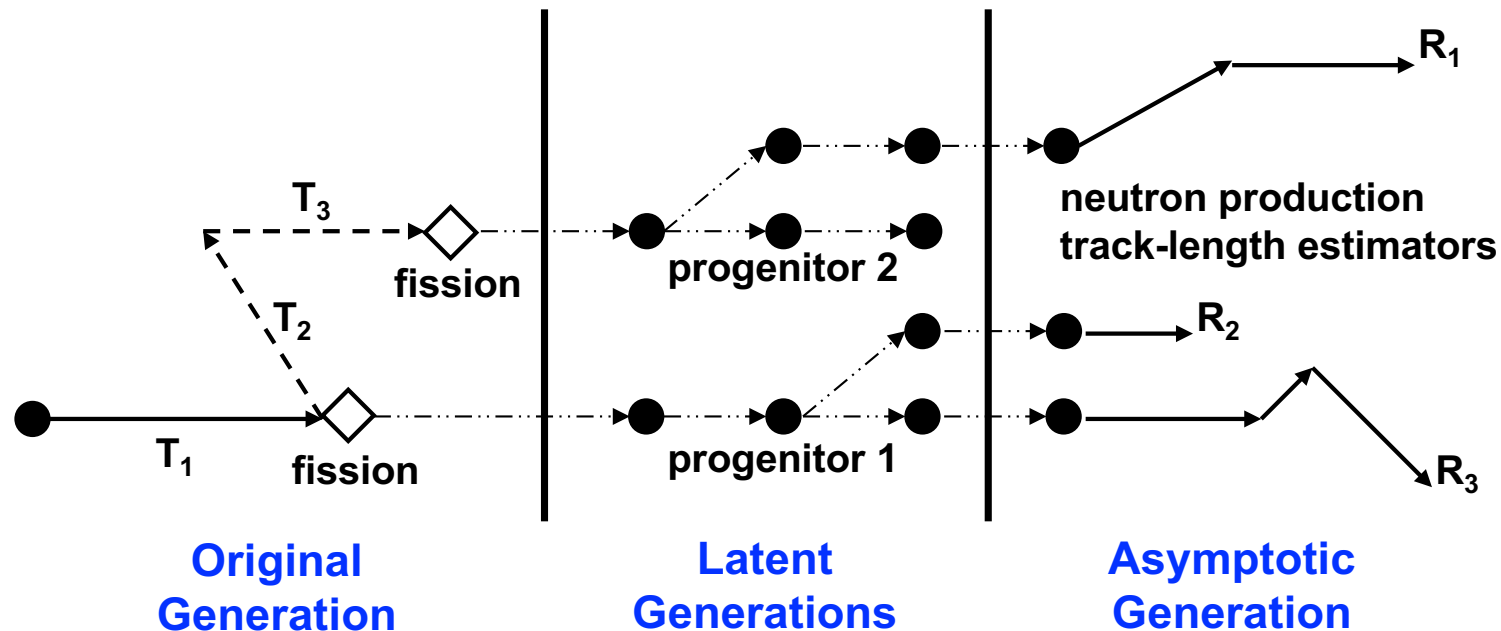 R₁
T₃
neutron production
track-length estimators
fission
progenitor 2
T₂
R₂
T₁
fission
progenitor 1
R₃
Original
Generation
Latent
Generations
Asymptotic
Generation